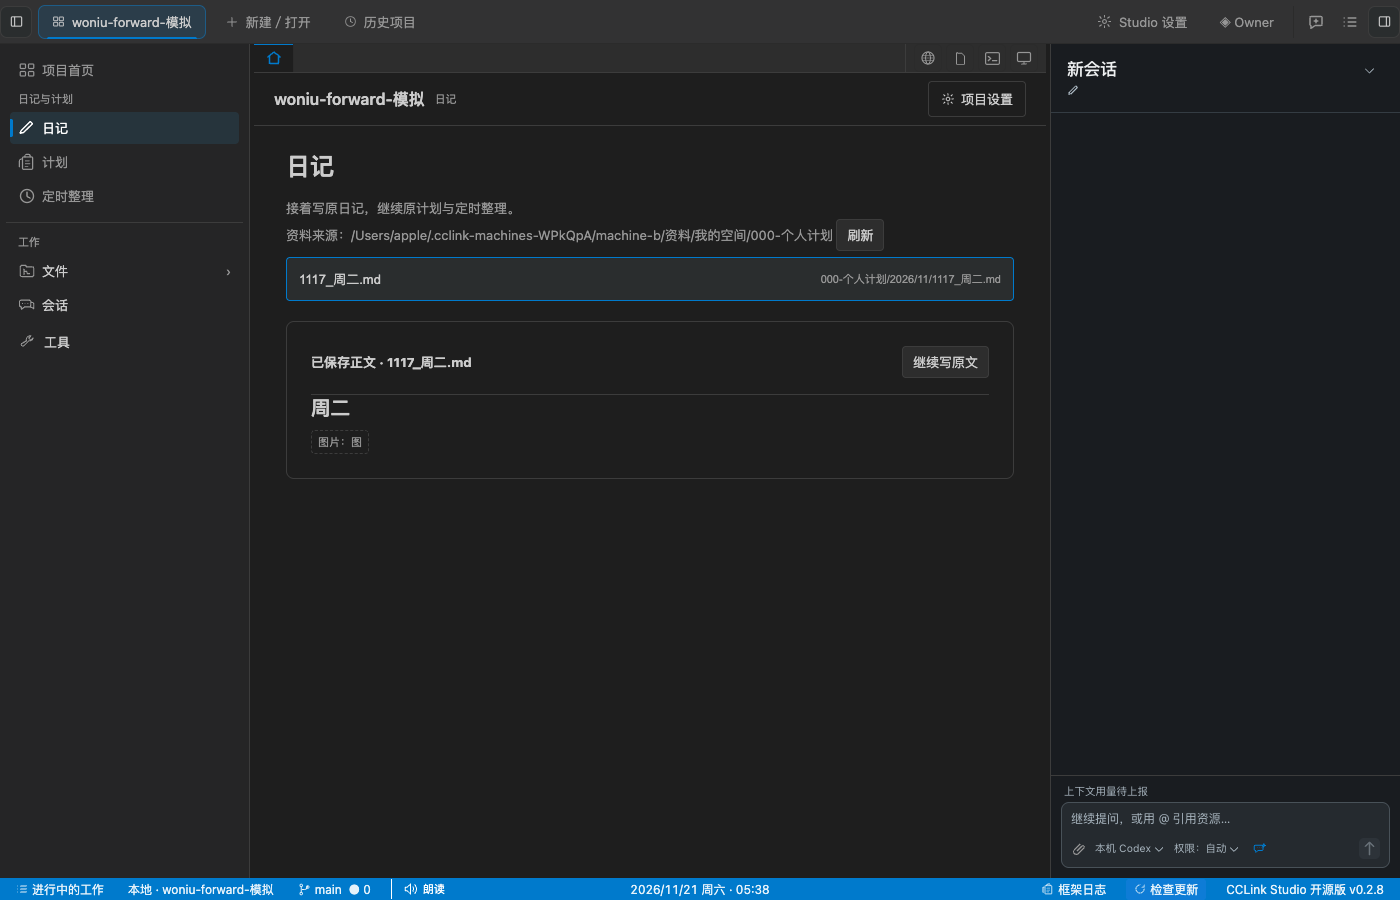 woniu-forward-模拟
新建 / 打开
历史项目
Studio 设置
Owner
项目首页
日记与计划
日记
计划
定时整理
工作
文件
会话
工具
woniu-forward-模拟 日记
项目设置
日记
接着写原日记，继续原计划与定时整理。
资料来源：/Users/apple/.cclink-machines-WPkQpA/machine-b/资料/我的空间/000-个人计划 刷新
1117_周二.md 000-个人计划/2026/11/1117_周二.md
已保存正文 · 1117_周二.md 继续写原文
周二
图片：图
新会话
上下文用量待上报
继续提问，或用 @ 引用资源...
本机 Codex 权限：自动
进行中的工作 本地 · woniu-forward-模拟 main 0 朗读 2026/11/21 周六 · 05:38 框架日志 检查更新 CCLink Studio 开源版 v0.2.8